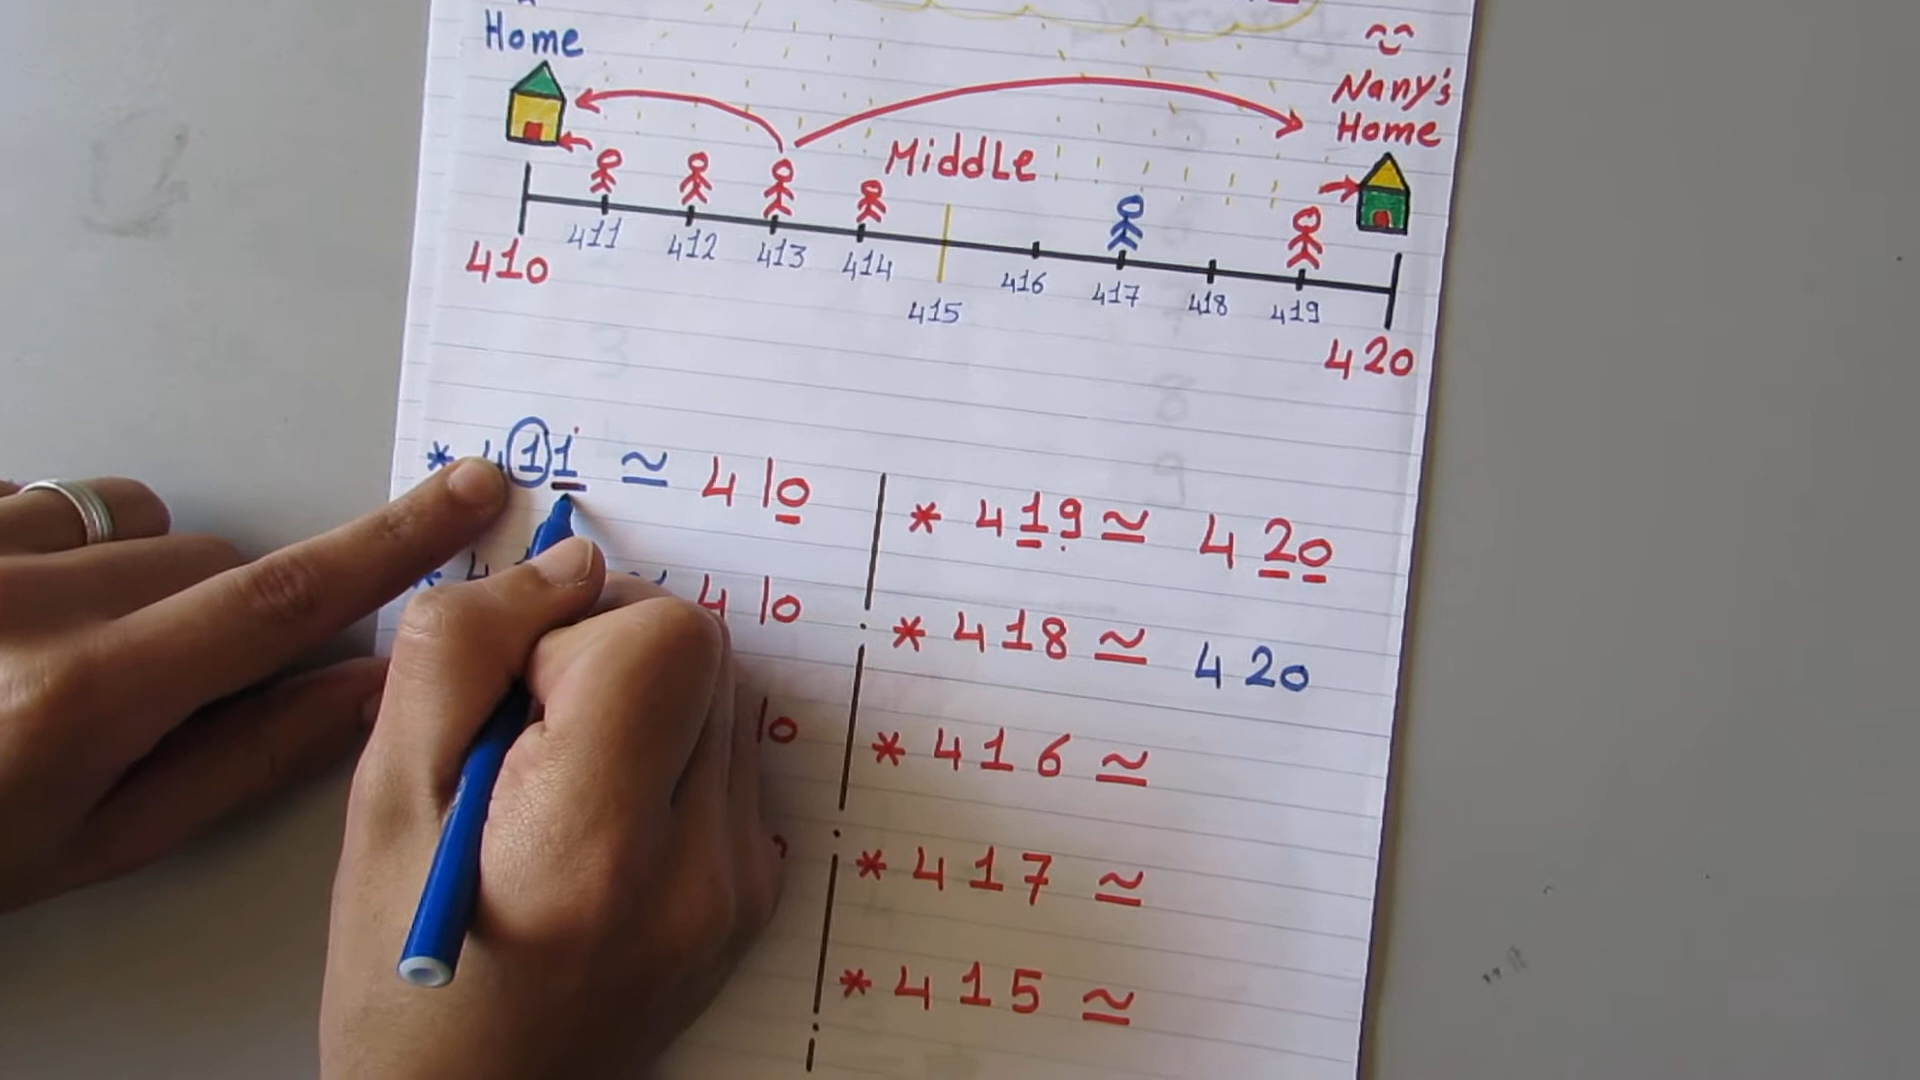 Home
Nany's
Home
Middle
410 411 412 413 414 415 416 417 418 419 420
* 411 ≃ 410
410
10
* 419 ≃ 420
* 418 ≃ 420
* 416 ≃
* 417 ≃
* 415 ≃